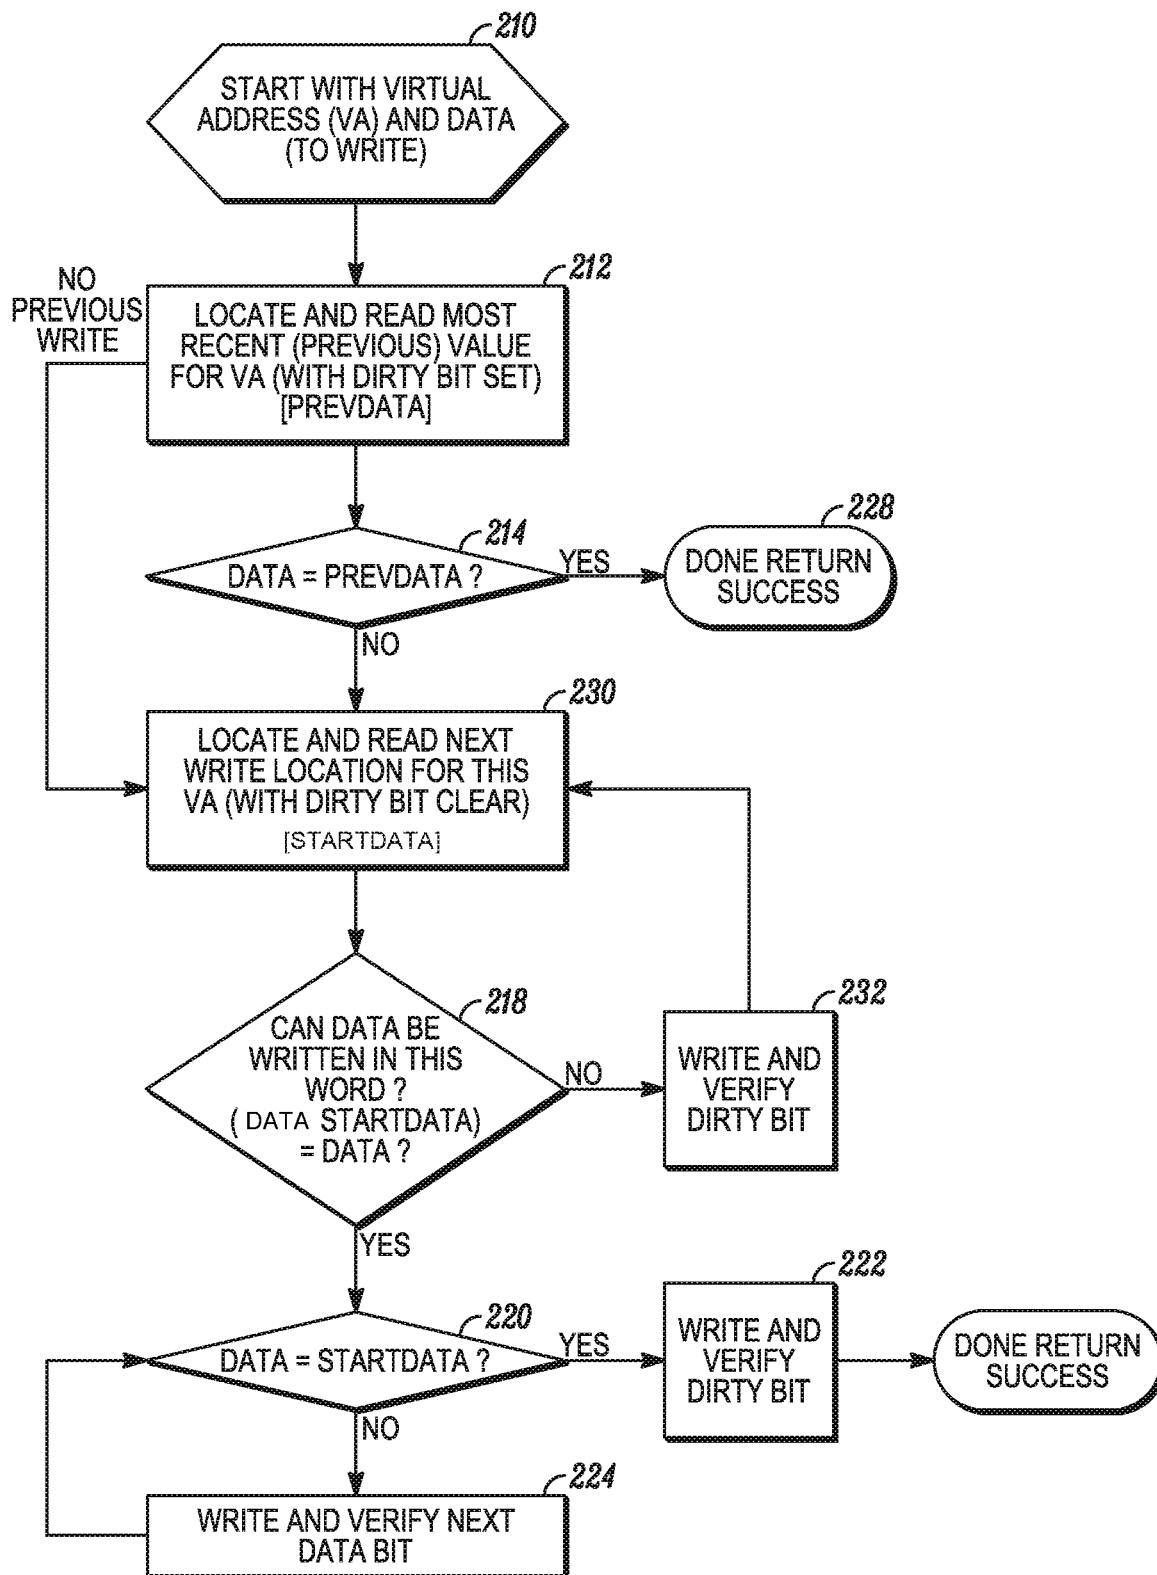 210
START WITH VIRTUAL
ADDRESS (VA) AND DATA
(TO WRITE)
NO
PREVIOUS
WRITE
212
LOCATE AND READ MOST
RECENT (PREVIOUS) VALUE
FOR VA (WITH DIRTY BIT SET)
[PREVDATA]
214
DATA = PREVDATA ?
YES
228
DONE RETURN
SUCCESS
NO
230
LOCATE AND READ NEXT
WRITE LOCATION FOR THIS
VA (WITH DIRTY BIT CLEAR)
[STARTDATA]
218
CAN DATA BE
WRITTEN IN THIS
WORD ?
( DATA STARTDATA)
= DATA ?
NO
232
WRITE AND
VERIFY
DIRTY BIT
YES
220
DATA = STARTDATA ?
YES
222
WRITE AND
VERIFY
DIRTY BIT
DONE RETURN
SUCCESS
NO
224
WRITE AND VERIFY NEXT
DATA BIT